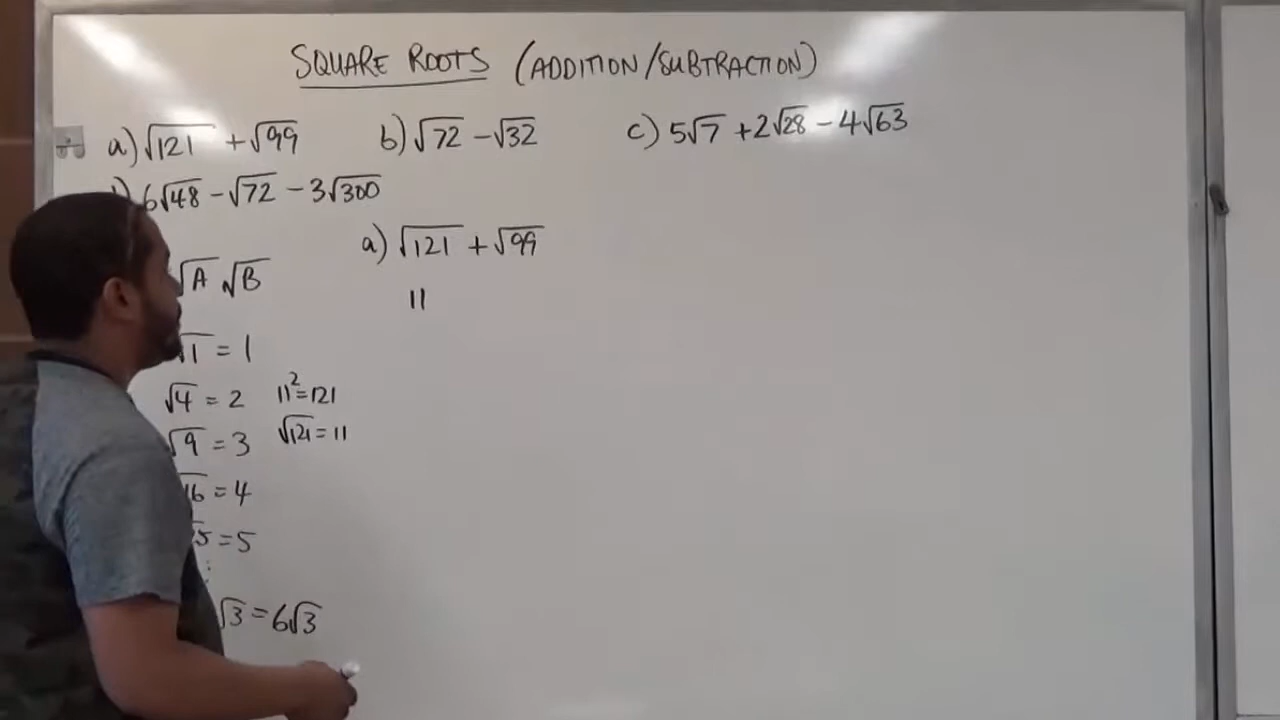 SQUARE ROOTS (ADDITION/SUBTRACTION)
a) √121 + √99 b) √72 - √32 c) 5√7 + 2√28 - 4√63
6√48 - √72 - 3√300
a) √121 + √99
√A √B
11
√1 = 1
√4 = 2 11² = 121
√9 = 3 √121 = 11
16 = 4
5 = 5
√3 = 6√3